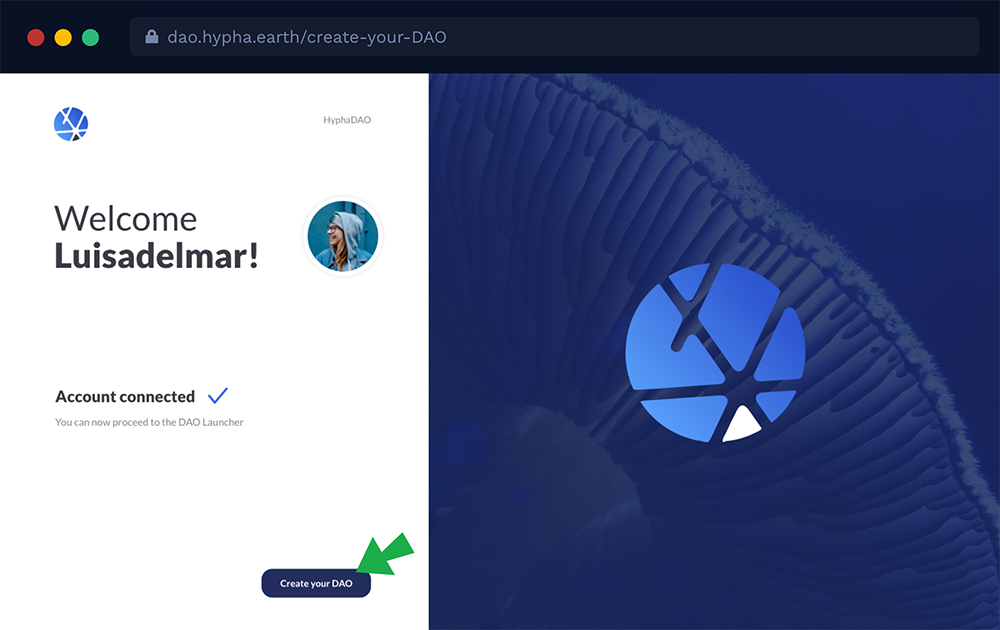 dao.hypha.earth/create-your-DAO
HyphaDAO
Welcome
Luisadelmar!
Account connected
You can now proceed to the DAO Launcher
Create your DAO